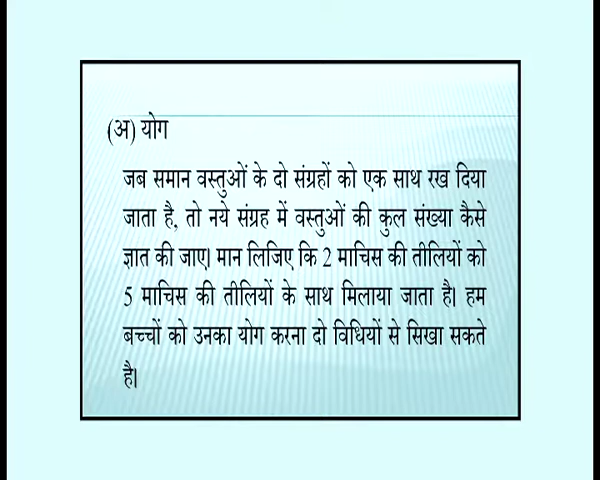 (अ) योग
जब समान वस्तुओं के दो संग्रहों को एक साथ रख दिया
जाता है, तो नये संग्रह में वस्तुओं की कुल संख्या कैसे
ज्ञात की जाए। मान लिजिए कि 2 माचिस की तीलियों को
5 माचिस की तीलियों के साथ मिलाया जाता है। हम
बच्चों को उनका योग करना दो विधियों से सिखा सकते
है।